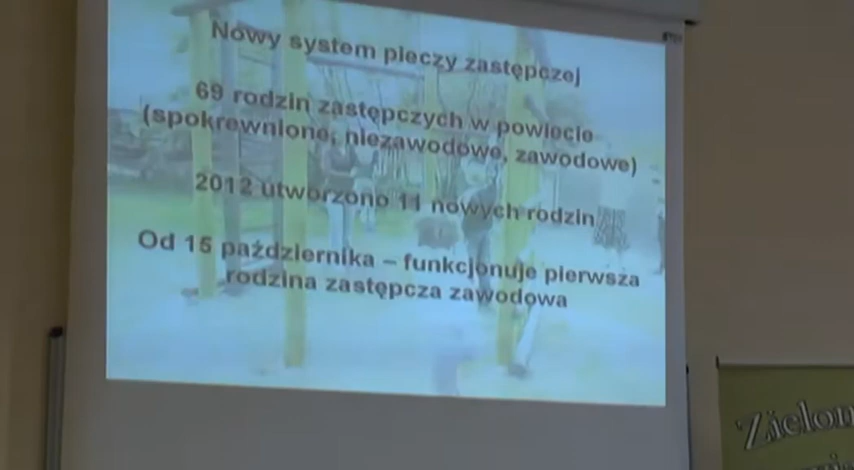 Nowy system pieczy zastępczej
69 rodzin zastępczych w powiecie
(spokrewnione, niezawodowe, zawodowe)
2012 utworzono 11 nowych rodzin
Od 15 października – funkcjonuje pierwsza
rodzina zastępcza zawodowa